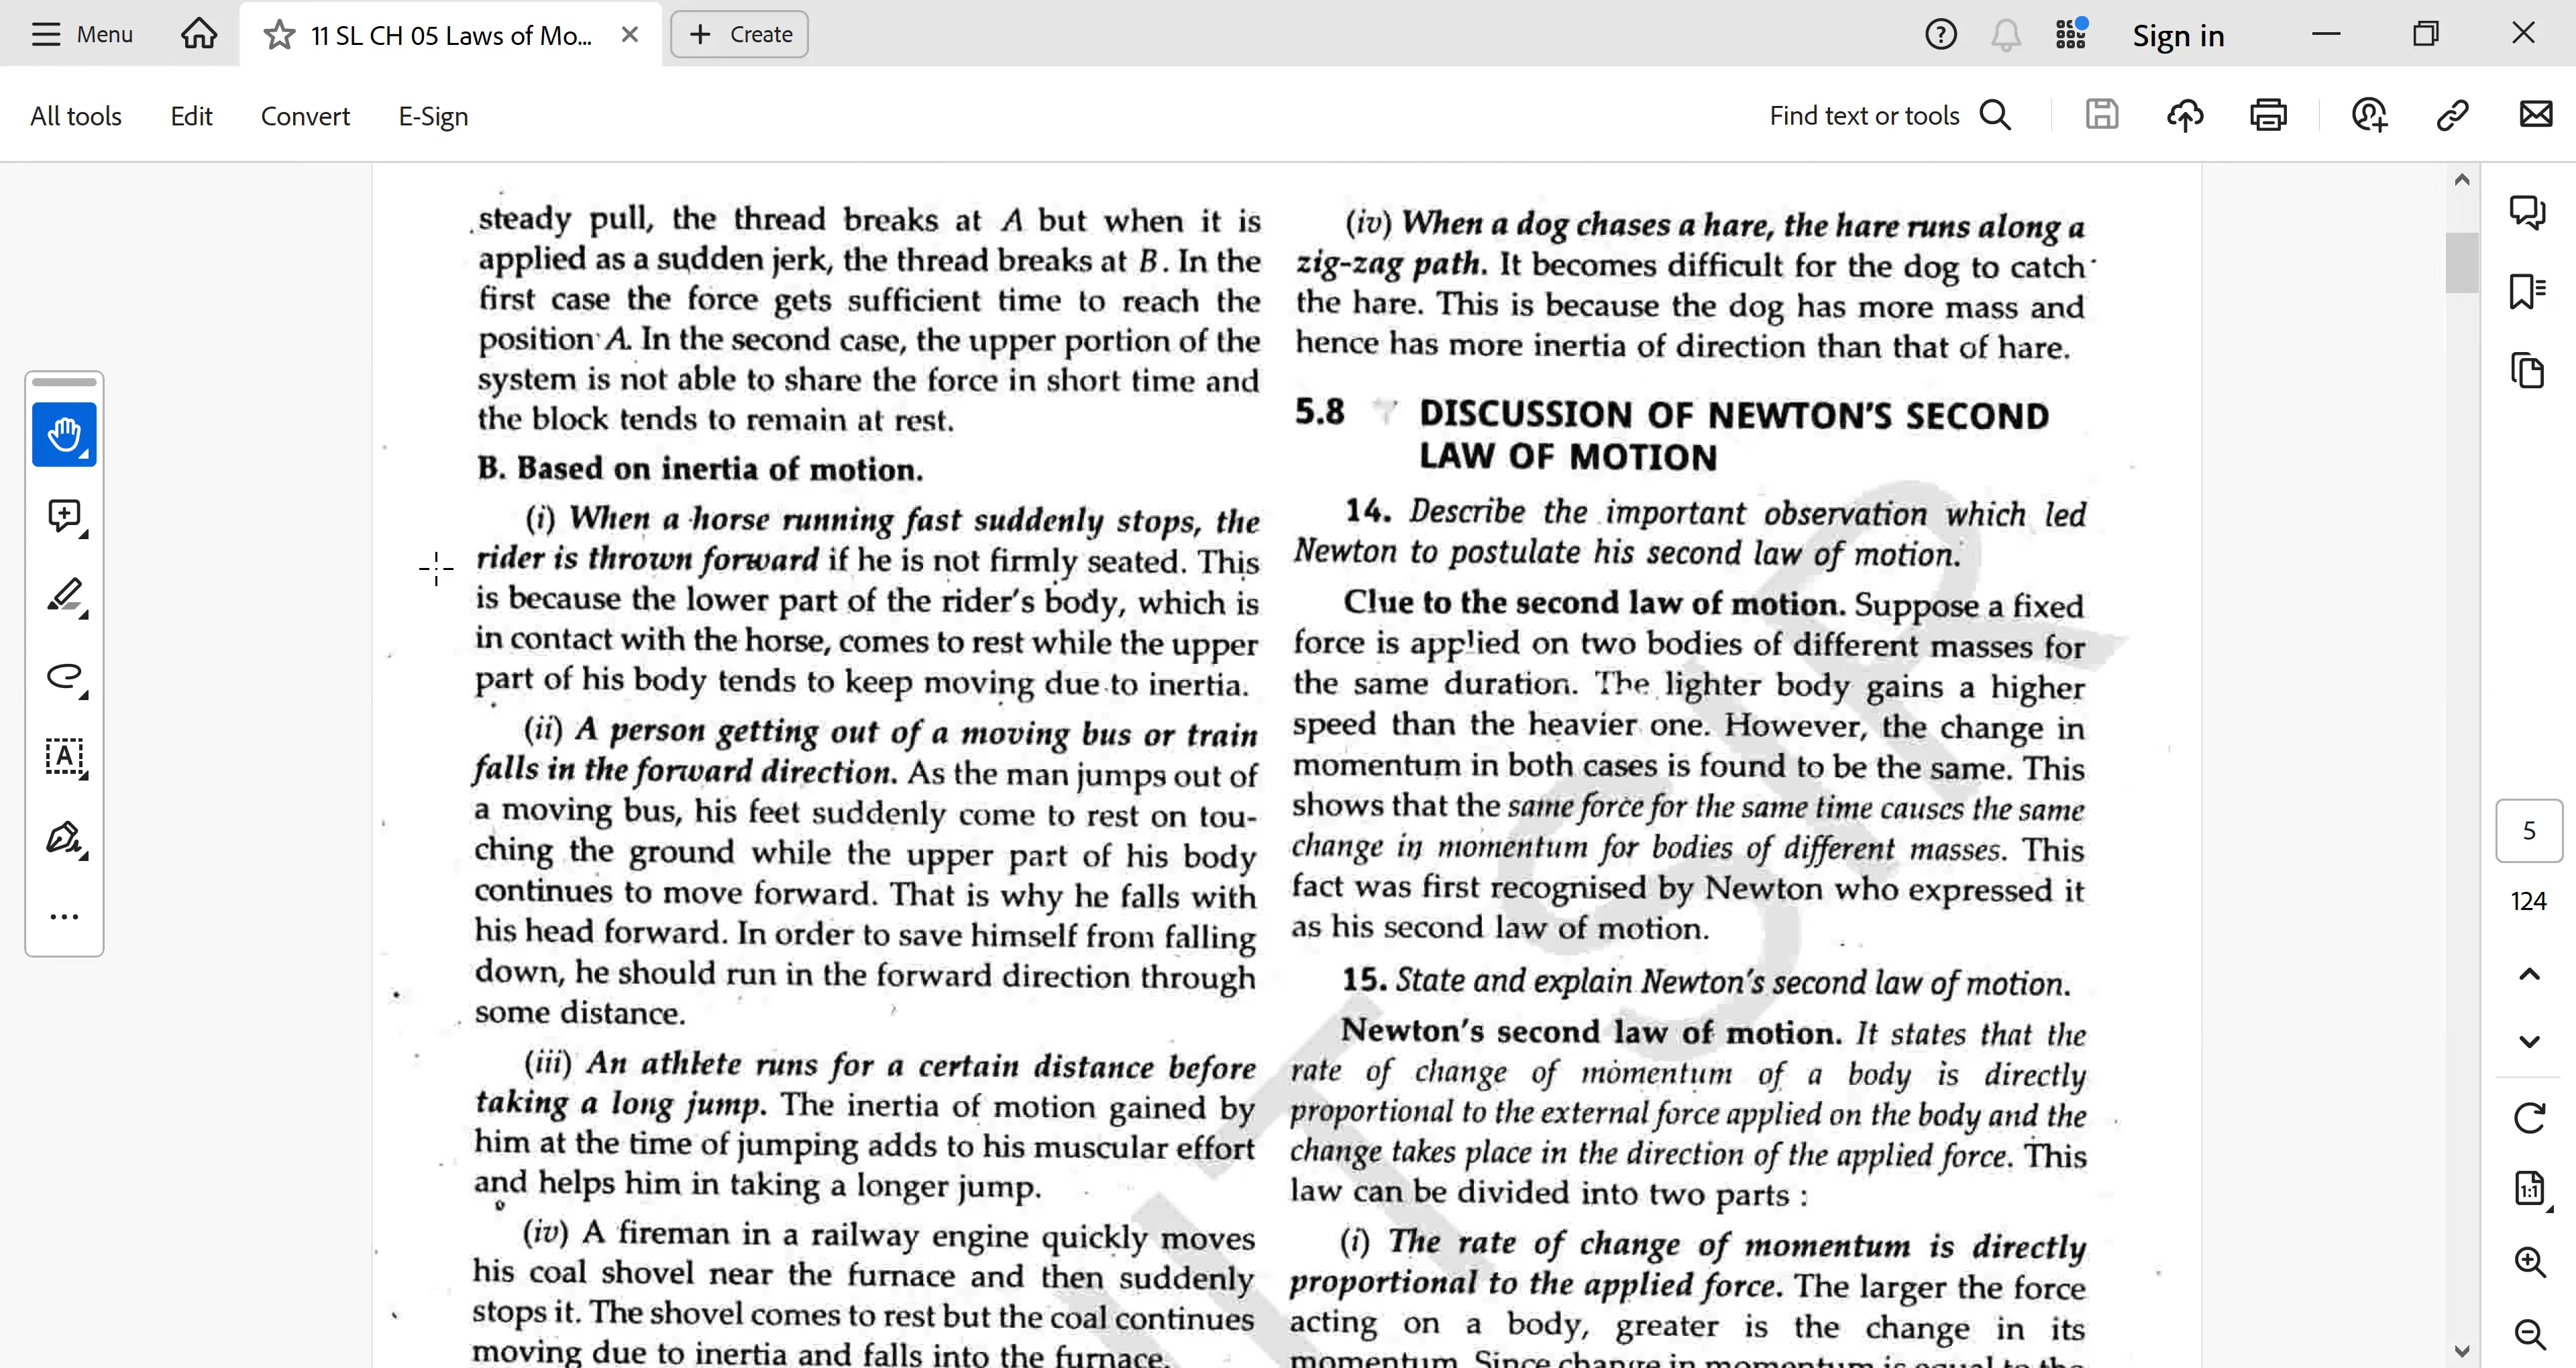 Menu
11 SL CH 05 Laws of Mo...
Create
Sign in
All tools
Edit
Convert
E-Sign
Find text or tools
steady pull, the thread breaks at A but when it is
applied as a sudden jerk, the thread breaks at B. In the
first case the force gets sufficient time to reach the
position A. In the second case, the upper portion of the
system is not able to share the force in short time and
the block tends to remain at rest.
B. Based on inertia of motion.
(i) When a horse running fast suddenly stops, the
rider is thrown forward if he is not firmly seated. This
is because the lower part of the rider's body, which is
in contact with the horse, comes to rest while the upper
part of his body tends to keep moving due to inertia.
(ii) A person getting out of a moving bus or train
falls in the forward direction. As the man jumps out of
a moving bus, his feet suddenly come to rest on tou-
ching the ground while the upper part of his body
continues to move forward. That is why he falls with
his head forward. In order to save himself from falling
down, he should run in the forward direction through
some distance.
(iii) An athlete runs for a certain distance before
taking a long jump. The inertia of motion gained by
him at the time of jumping adds to his muscular effort
and helps him in taking a longer jump.
(iv) A fireman in a railway engine quickly moves
his coal shovel near the furnace and then suddenly
stops it. The shovel comes to rest but the coal continues
moving due to inertia and falls into the furnace.
(iv) When a dog chases a hare, the hare runs along a
zig-zag path. It becomes difficult for the dog to catch
the hare. This is because the dog has more mass and
hence has more inertia of direction than that of hare.
5.8 DISCUSSION OF NEWTON'S SECOND
LAW OF MOTION
14. Describe the important observation which led
Newton to postulate his second law of motion.
Clue to the second law of motion. Suppose a fixed
force is applied on two bodies of different masses for
the same duration. The lighter body gains a higher
speed than the heavier one. However, the change in
momentum in both cases is found to be the same. This
shows that the same force for the same time causes the same
change in momentum for bodies of different masses. This
fact was first recognised by Newton who expressed it
as his second law of motion.
15. State and explain Newton's second law of motion.
Newton's second law of motion. It states that the
rate of change of momentum of a body is directly
proportional to the external force applied on the body and the
change takes place in the direction of the applied force. This
law can be divided into two parts :
(i) The rate of change of momentum is directly
proportional to the applied force. The larger the force
acting on a body, greater is the change in its
momentum. Since change in momentum is equal to the
SIR
5
124
1:1